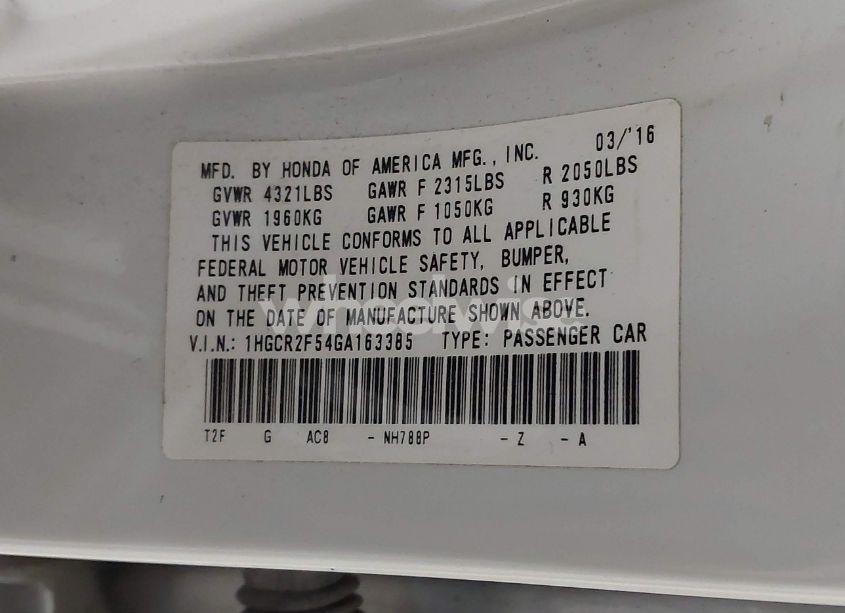 MFD. BY HONDA OF AMERICA MFG., INC. 03/'16
GVWR 4321LBS GAWR F 2315LBS R 2050LBS
GVWR 1960KG GAWR F 1050KG R 930KG
THIS VEHICLE CONFORMS TO ALL APPLICABLE
FEDERAL MOTOR VEHICLE SAFETY, BUMPER,
AND THEFT PREVENTION STANDARDS IN EFFECT
ON THE DATE OF MANUFACTURE SHOWN ABOVE.
V.I.N.: 1HGCR2F54GA163385 TYPE: PASSENGER CAR
T2F G AC8 - NH788P - Z - A